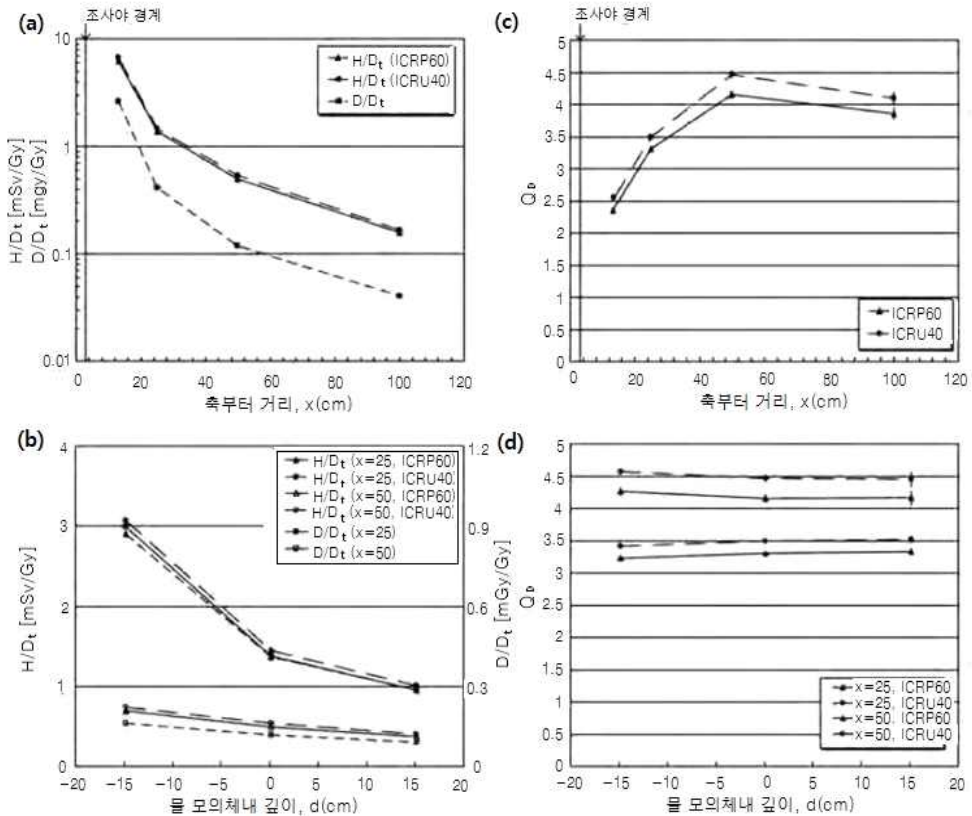 (a)
조사야 경계
H/Dt (ICRP60)
H/Dt (ICRU40)
D/Dt
10
1
0.1
0.01
H/Dt [mSv/Gy]
D/Dt [mgy/Gy]
0 20 40 60 80 100 120
축부터 거리, x(cm)
(c)
조사야 경계
5
4.5
4
3.5
3
2.5
2
1.5
1
0.5
0
QD
ICRP60
ICRU40
0 20 40 60 80 100 120
축부터 거리, x(cm)
(b)
4
3
2
1
0
H/Dt [mSv/Gy]
H/Dt (x=25, ICRP60)
H/Dt (x=25, ICRU40)
H/Dt (x=50, ICRP60)
H/Dt (x=50, ICRU40)
D/Dt (x=25)
D/Dt (x=50)
1.2
0.9
0.6
0.3
0
D/Dt [mGy/Gy]
-20 -15 -10 -5 0 5 10 15 20
물 모의체내 깊이, d(cm)
(d)
5
4.5
4
3.5
3
2.5
2
1.5
1
0.5
0
QD
x=25, ICRP60
x=25, ICRU40
x=50, ICRP60
x=50, ICRU40
-20 -15 -10 -5 0 5 10 15 20
물 모의체내 깊이, d(cm)